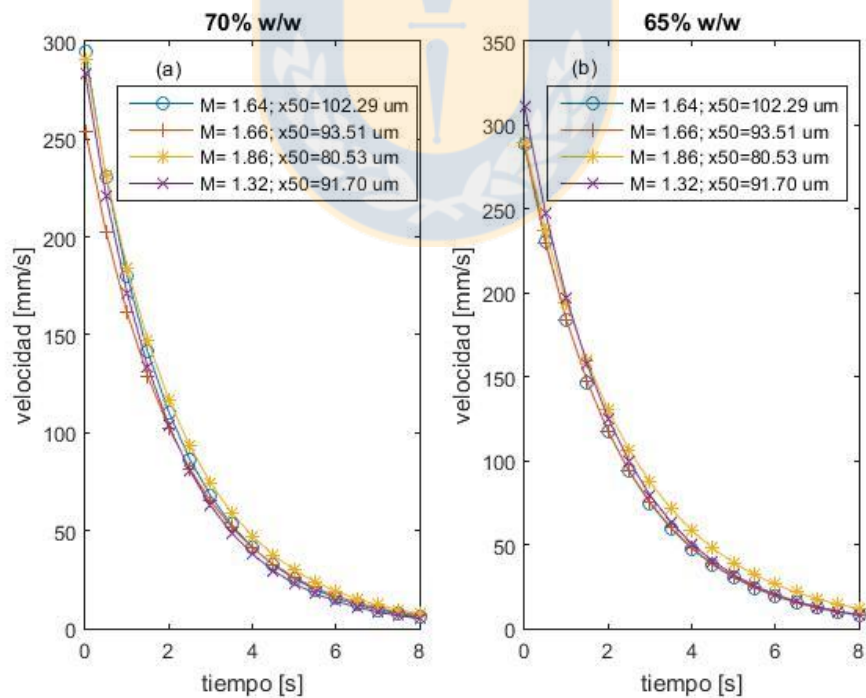 70% w/w
300
250
200
150
100
50
0
velocidad [mm/s]
(a)
M= 1.64; x50=102.29 um
M= 1.66; x50=93.51 um
M= 1.86; x50=80.53 um
M= 1.32; x50=91.70 um
0 2 4 6 8
tiempo [s]
65% w/w
350
300
250
200
150
100
50
0
velocidad [mm/s]
(b)
M= 1.64; x50=102.29 um
M= 1.66; x50=93.51 um
M= 1.86; x50=80.53 um
M= 1.32; x50=91.70 um
0 2 4 6 8
tiempo [s]